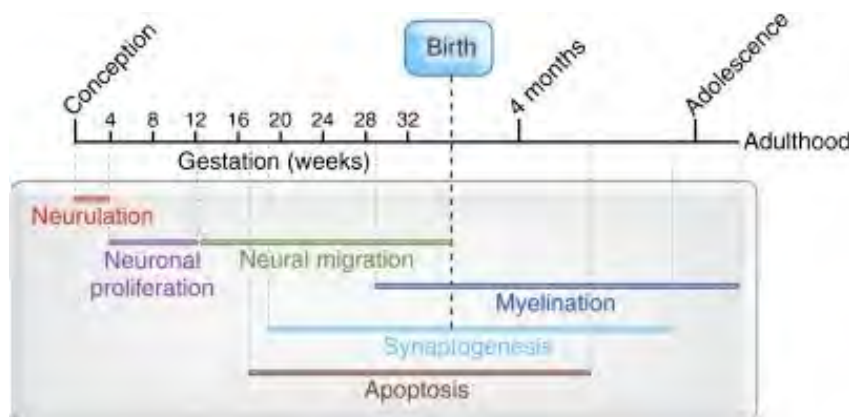 Conception
Birth
4 months
Adolescence
4 8 12 16 20 24 28 32
Adulthood
Gestation (weeks)
Neurulation
Neuronal
proliferation
Neural migration
Myelination
Synaptogenesis
Apoptosis